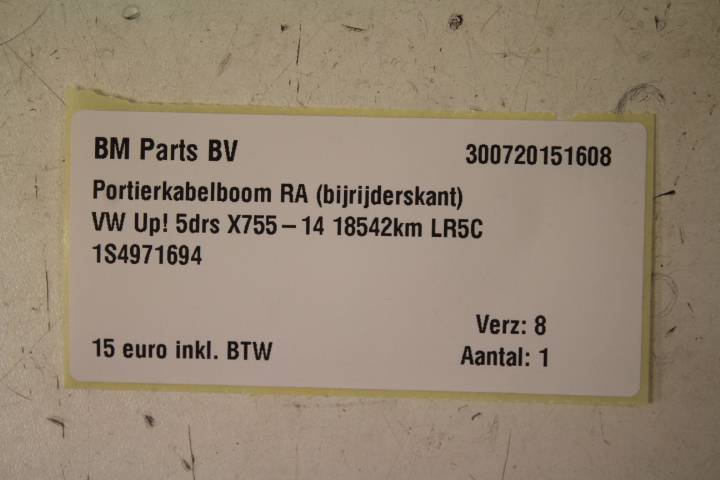 BM Parts BV 300720151608
Portierkabelboom RA (bijrijderskant)
VW Up! 5drs X755 – 14 18542km LR5C
1S4971694
Verz: 8
15 euro inkl. BTW Aantal: 1